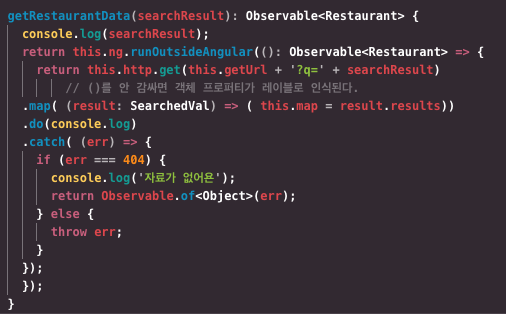 getRestaurantData(searchResult): Observable<Restaurant> {
console.log(searchResult);
return this.ng.runOutsideAngular((): Observable<Restaurant> => {
return this.http.get(this.getUrl + '?q=' + searchResult)
// ()를 안 감싸면 객체 프로퍼티가 레이블로 인식된다.
.map( (result: SearchedVal) => ( this.map = result.results))
.do(console.log)
.catch( (err) => {
if (err === 404) {
console.log('자료가 없어은');
return Observable.of<Object>(err);
} else {
throw err;
}
});
});
}